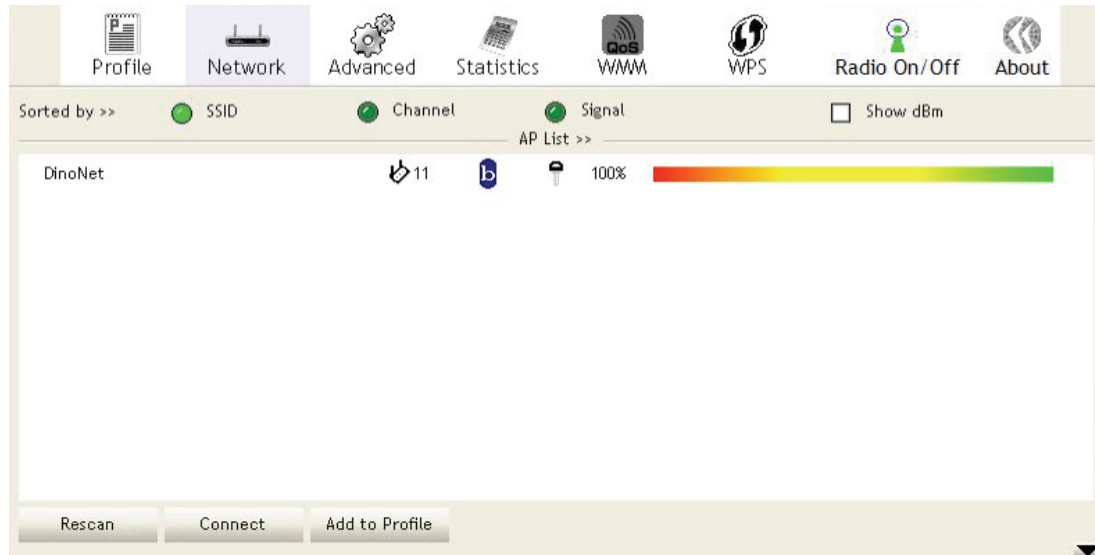 Profile Network Advanced Statistics QoS WMM WPS Radio On/Off About
Sorted by >> SSID Channel Signal Show dBm
AP List >>
DinoNet 11 b 100%
Rescan Connect Add to Profile